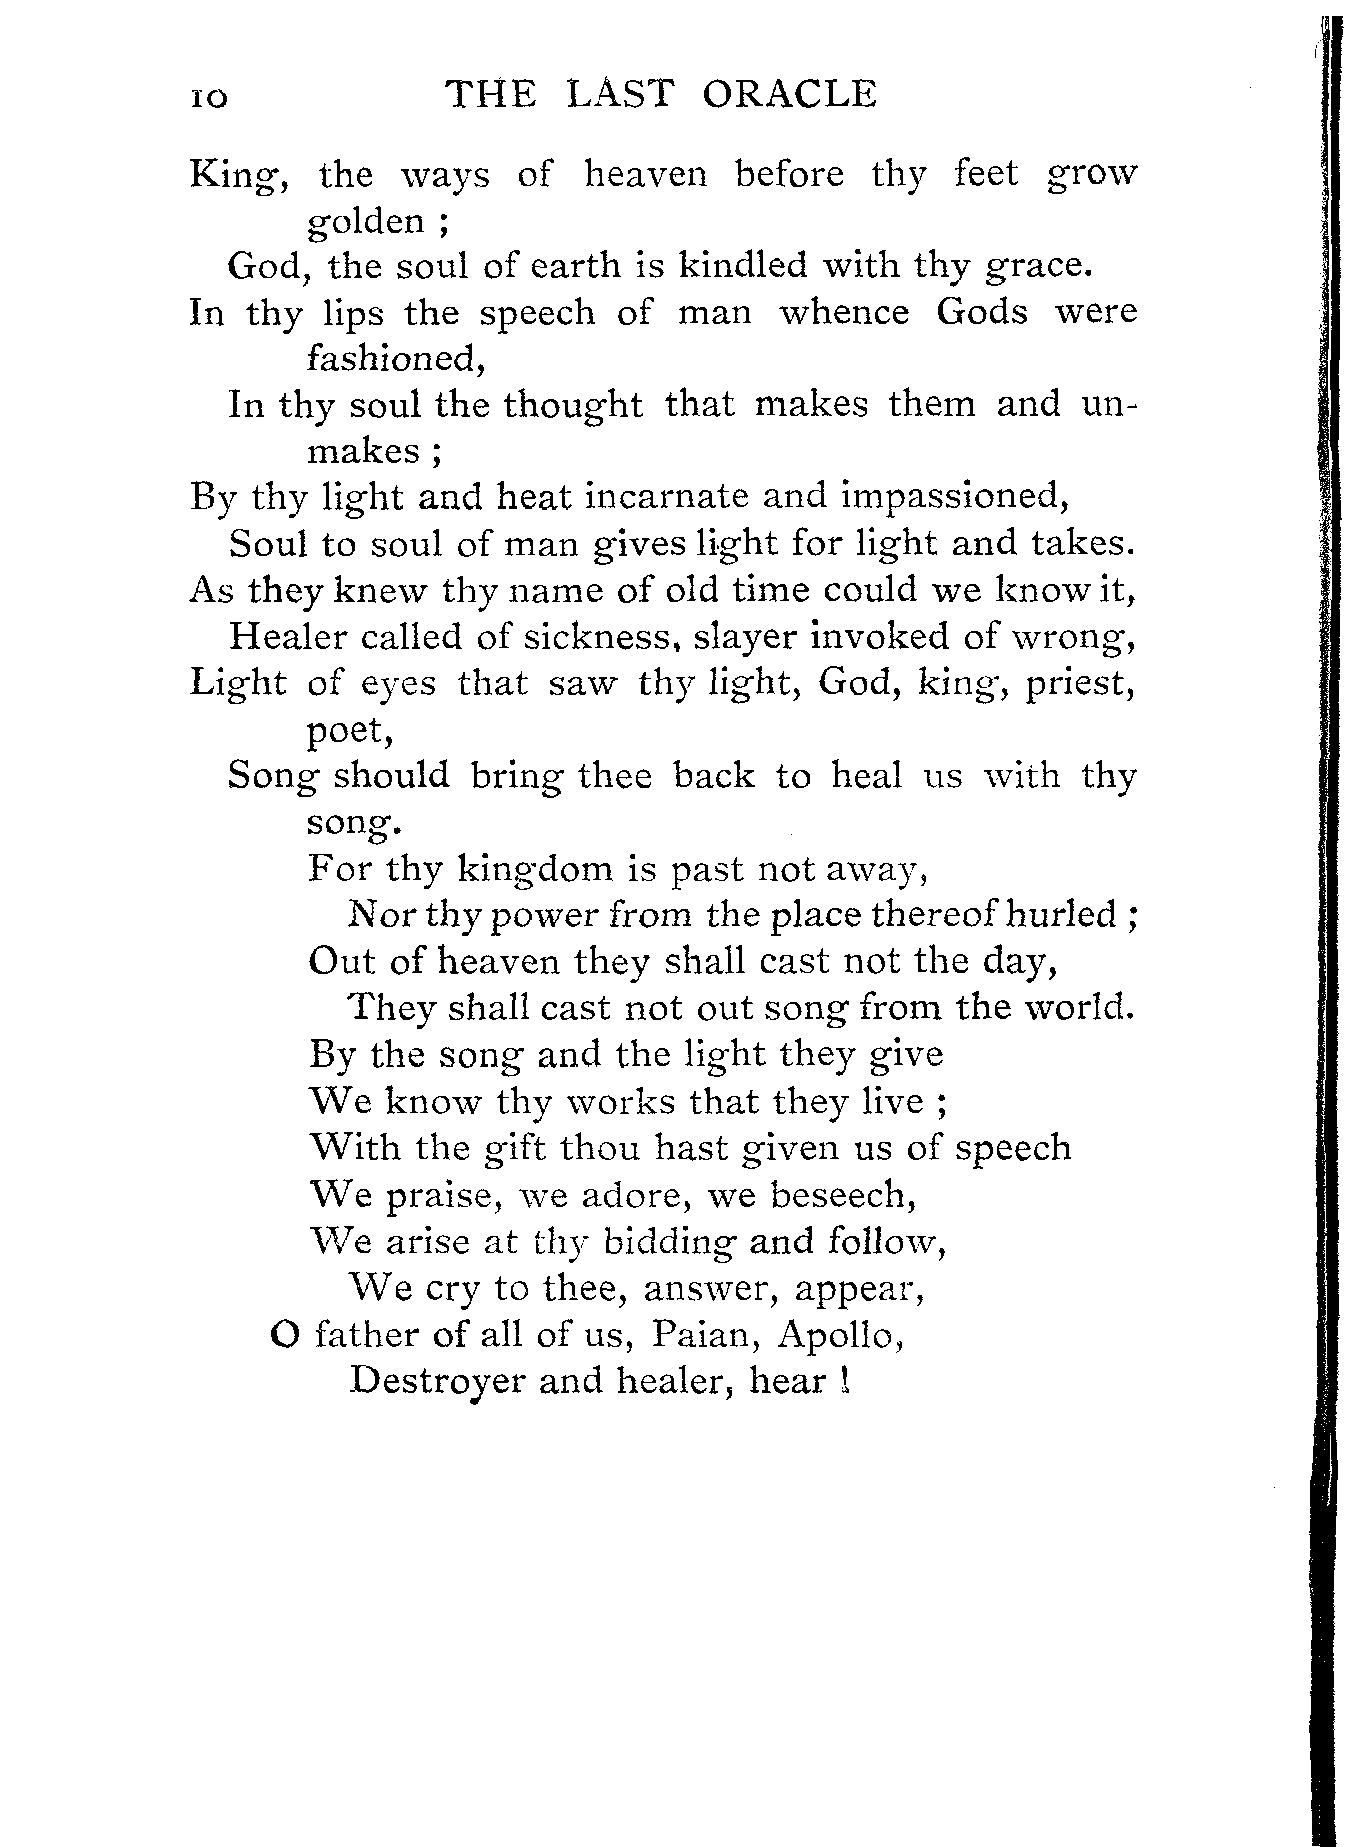 10 THE LAST ORACLE
King, the ways of heaven before thy feet grow
golden ;
God, the soul of earth is kindled with thy grace.
In thy lips the speech of man whence Gods were
fashioned,
In thy soul the thought that makes them and un-
makes ;
By thy light and heat incarnate and impassioned,
Soul to soul of man gives light for light and takes.
As they knew thy name of old time could we know it,
Healer called of sickness, slayer invoked of wrong,
Light of eyes that saw thy light, God, king, priest,
poet,
Song should bring thee back to heal us with thy
song.
For thy kingdom is past not away,
Nor thy power from the place thereof hurled ;
Out of heaven they shall cast not the day,
They shall cast not out song from the world.
By the song and the light they give
We know thy works that they live ;
With the gift thou hast given us of speech
We praise, we adore, we beseech,
We arise at thy bidding and follow,
We cry to thee, answer, appear,
O father of all of us, Paian, Apollo,
Destroyer and healer, hear !